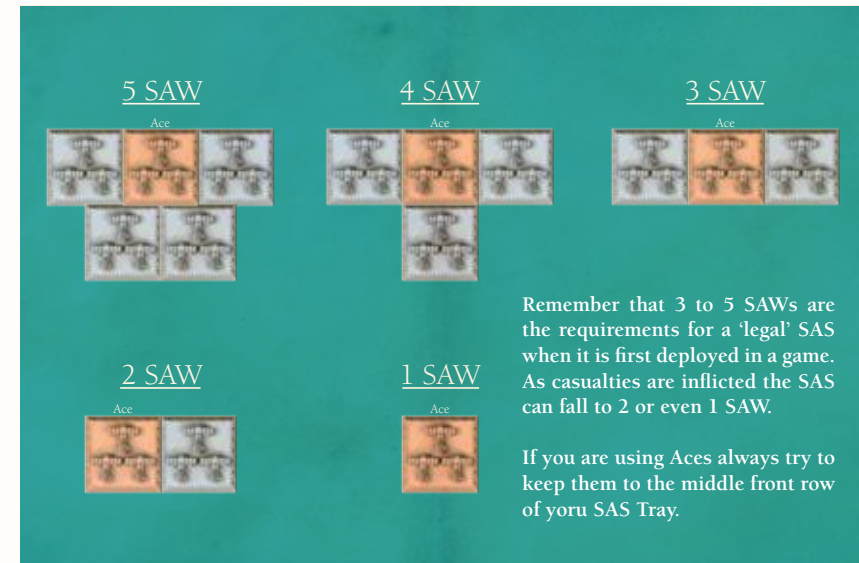 5 SAW
4 SAW
3 SAW
Ace
Ace
Ace
2 SAW
1 SAW
Ace
Ace
Remember that 3 to 5 SAWs are
the requirements for a ‘legal’ SAS
when it is first deployed in a game.
As casualties are inflicted the SAS
can fall to 2 or even 1 SAW.
If you are using Aces always try to
keep them to the middle front row
of yoru SAS Tray.